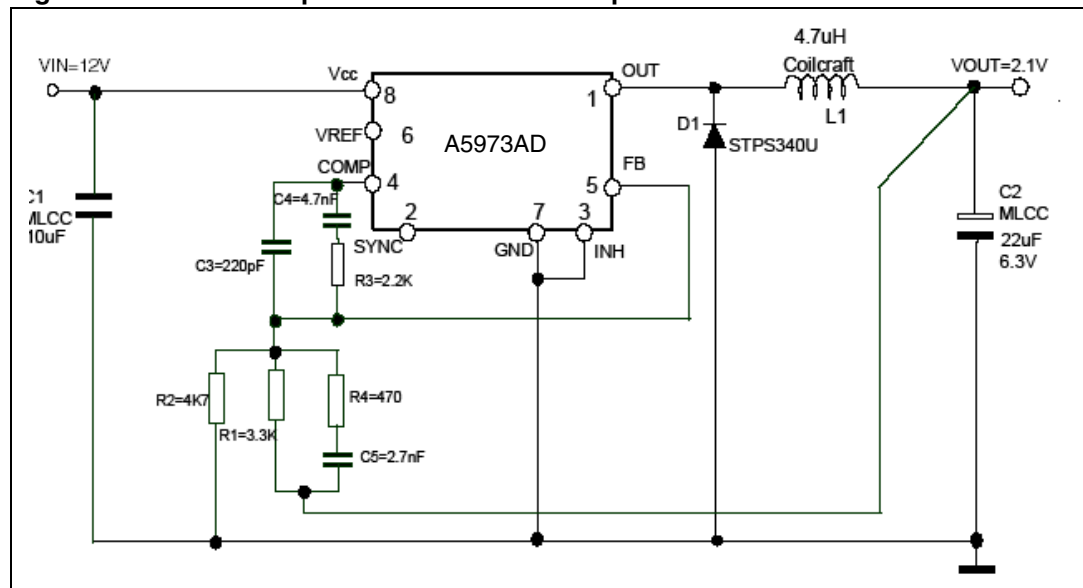 4.7uH
Coilcraft
L1
VIN=12V
VOUT=2.1V
Vcc
8
OUT
1
VREF
6
A5973AD
D1
STPS340U
COMP
4
FB
5
C4=4.7nF
2
SYNC
7
GND
3
INH
MLCC
C2
MLCC
22uF
6.3V
C3=220pF
R3=2.2K
R2=4K7
R1=3.3K
R4=470
C5=2.7nF